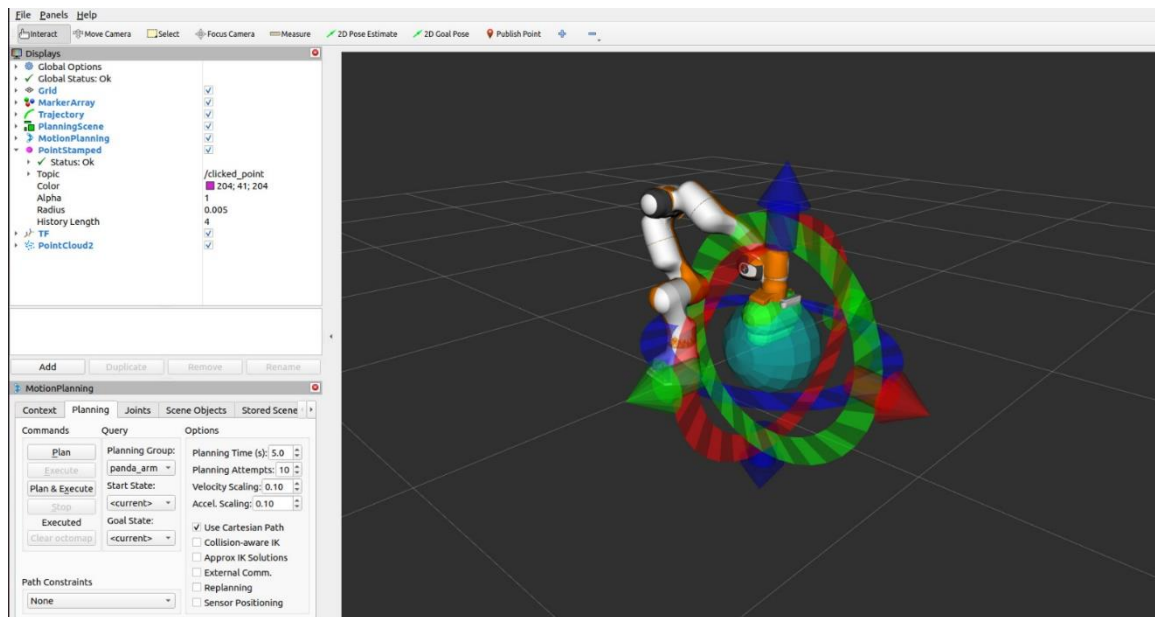 File Panels Help
Interact Move Camera Select Focus Camera Measure 2D Pose Estimate 2D Goal Pose Publish Point
Displays
Global Options
Global Status: Ok
Grid
MarkerArray
Trajectory
PlanningScene
MotionPlanning
PointStamped
Status: Ok
Topic /clicked_point
Color 204; 41; 204
Alpha 1
Radius 0.005
History Length 4
TF
PointCloud2
Add Duplicate Remove Rename
MotionPlanning
Context Planning Joints Scene Objects Stored Scene
Commands Query Options
Plan Planning Group: Planning Time (s): 5.0
Execute panda_arm Planning Attempts: 10
Plan & Execute Start State: Velocity Scaling: 0.10
Stop <current> Accel. Scaling: 0.10
Executed Goal State: Use Cartesian Path
Clear octomap <current> Collision-aware IK
Approx IK Solutions
External Comm.
Path Constraints Replanning
None Sensor Positioning